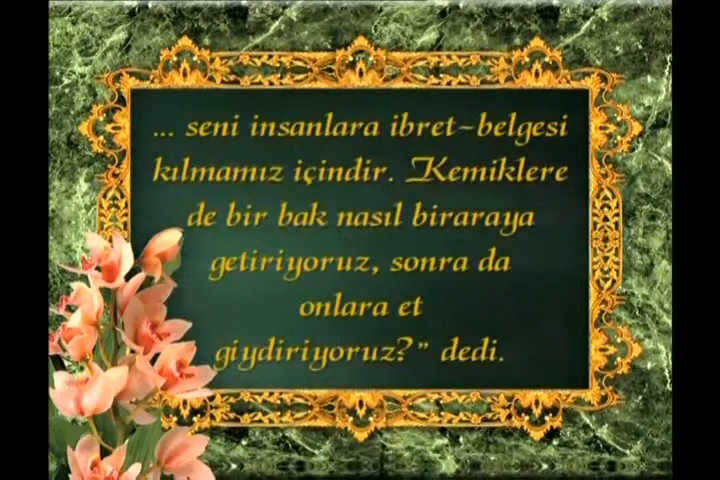 ... seni insanlara ibret-belgesi
kılmamız içindir. Kemiklere
de bir bak nasıl biraraya
getiriyoruz, sonra da
onlara et
giydiriyoruz?" dedi.